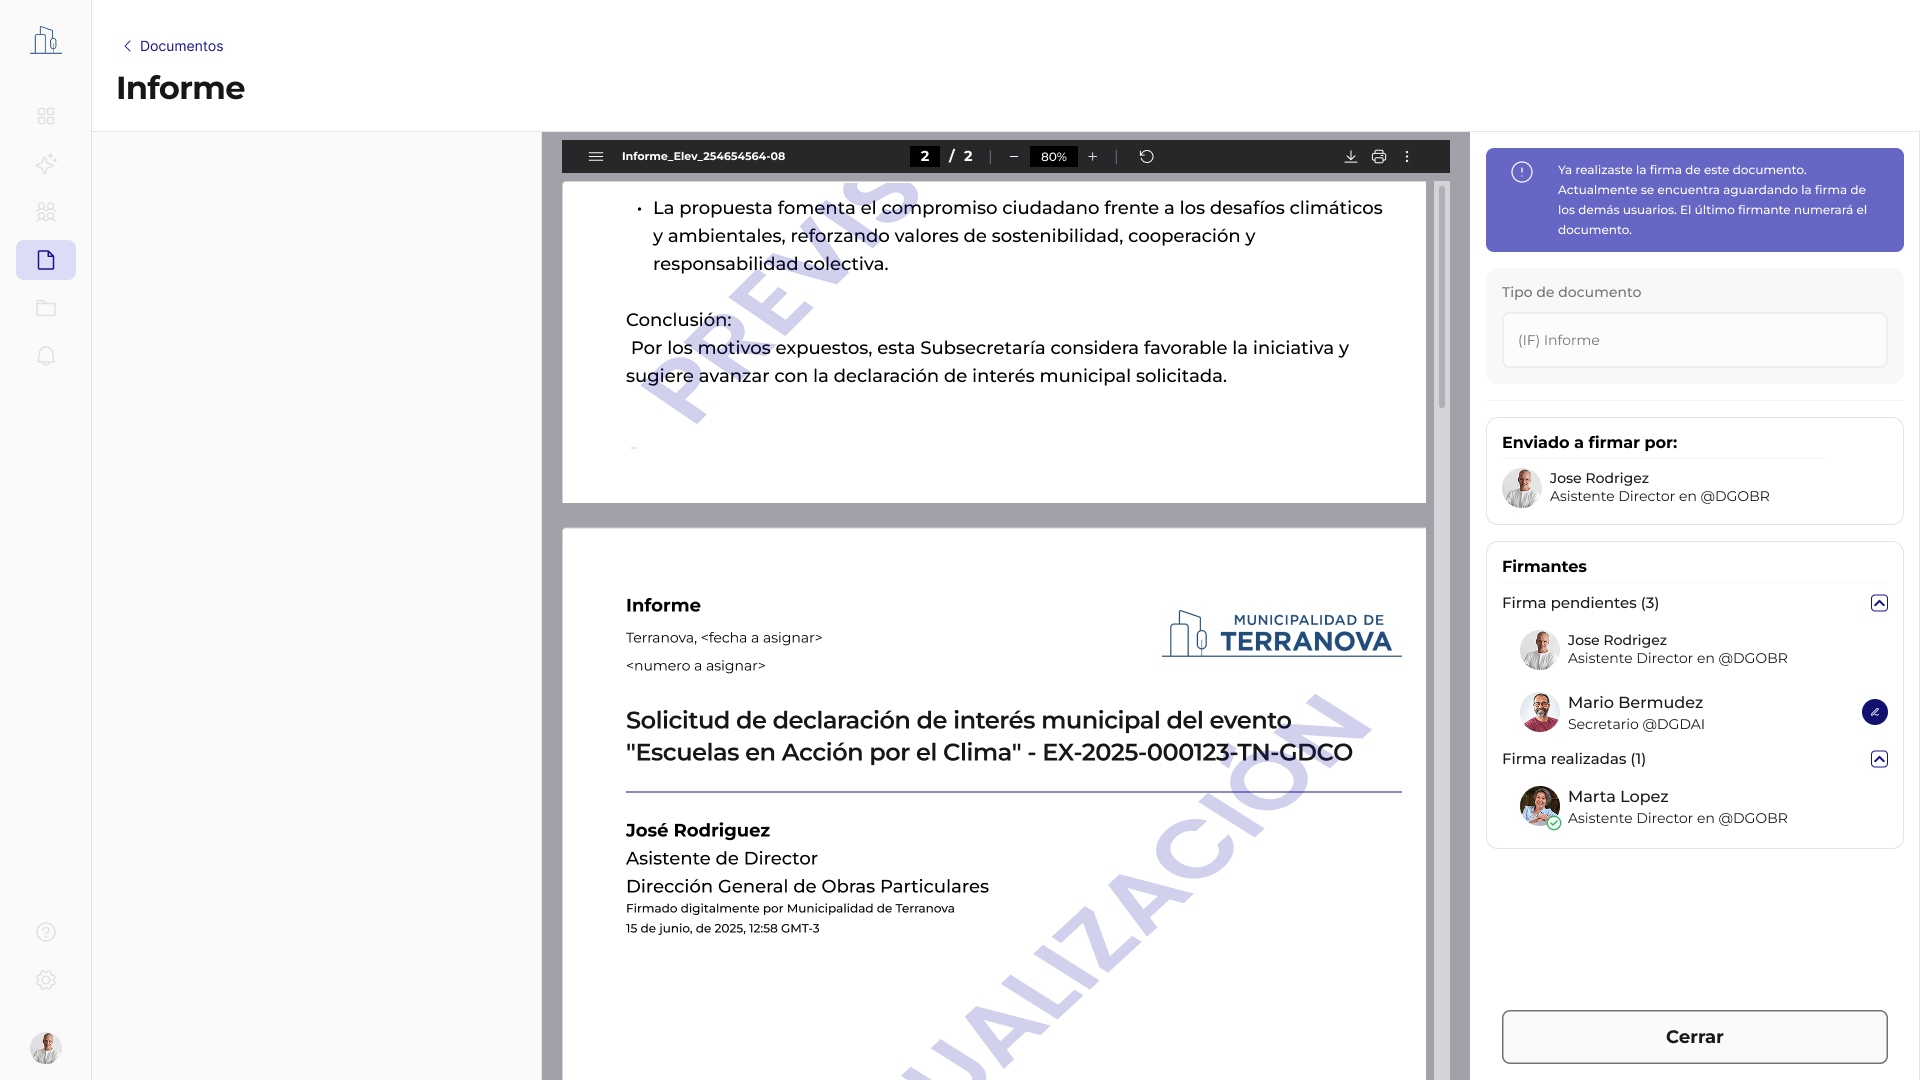 Documentos
Informe
Informe_Elev_254654564-08
2 / 2
80%
La propuesta fomenta el compromiso ciudadano frente a los desafíos climáticos
y ambientales, reforzando valores de sostenibilidad, cooperación y
responsabilidad colectiva.
Conclusión:
Por los motivos expuestos, esta Subsecretaría considera favorable la iniciativa y
sugiere avanzar con la declaración de interés municipal solicitada.
PREVIS
Informe
Terranova, <fecha a asignar>
<numero a asignar>
MUNICIPALIDAD DE
TERRANOVA
Solicitud de declaración de interés municipal del evento
"Escuelas en Acción por el Clima" - EX-2025-000123-TN-GDCO
José Rodriguez
Asistente de Director
Dirección General de Obras Particulares
Firmado digitalmente por Municipalidad de Terranova
15 de junio, de 2025, 12:58 GMT-3
UALIZACIÓN
Ya realizaste la firma de este documento.
Actualmente se encuentra aguardando la firma de
los demás usuarios. El último firmante numerará el
documento.
Tipo de documento
(IF) Informe
Enviado a firmar por:
Jose Rodrigez
Asistente Director en @DGOBR
Firmantes
Firma pendientes (3)
Jose Rodrigez
Asistente Director en @DGOBR
Mario Bermudez
Secretario @DGDAI
Firma realizadas (1)
Marta Lopez
Asistente Director en @DGOBR
Cerrar